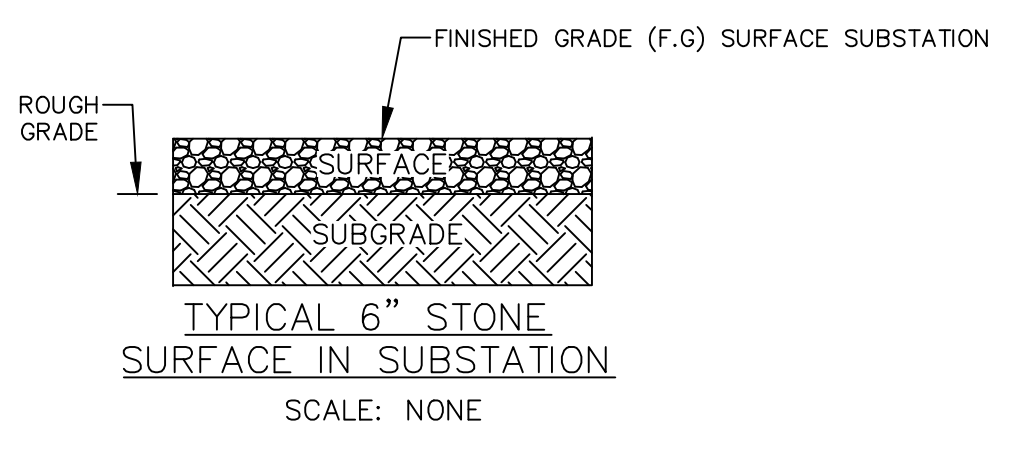 FINISHED GRADE (F.G) SURFACE SUBSTATION
ROUGH
GRADE
SURFACE
SUBGRADE
TYPICAL 6" STONE
SURFACE IN SUBSTATION
SCALE: NONE